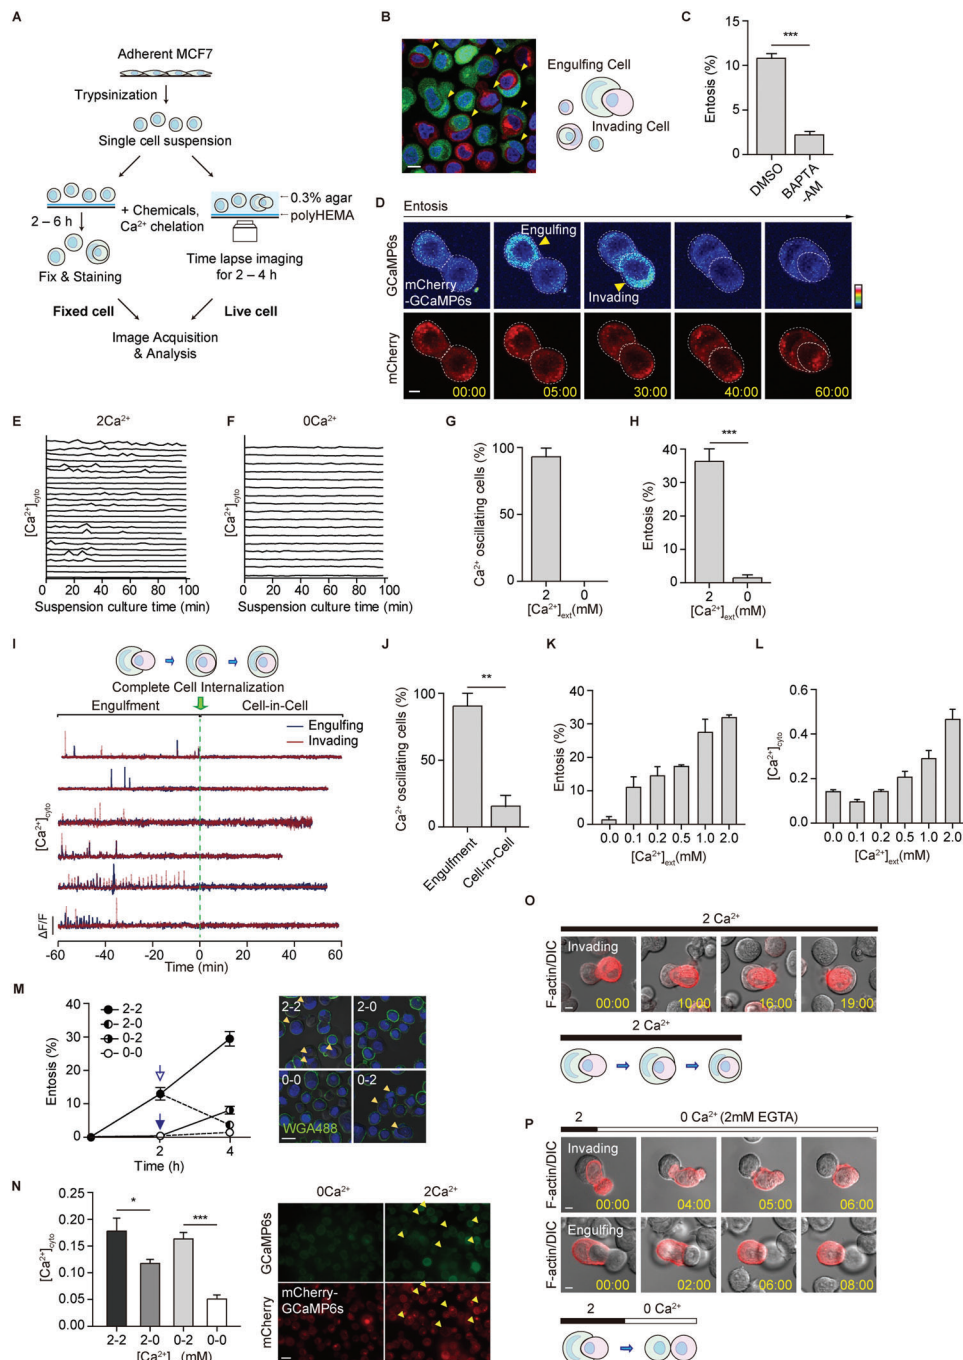 A
Adherent MCF7
Trypsinization
Single cell suspension
2 – 6 h
+ Chemicals,
Ca²⁺ chelation
←0.3% agar
←polyHEMA
Fix & Staining
Time lapse imaging
for 2 – 4 h
Fixed cell
Live cell
Image Acquisition
& Analysis
B
Engulfing Cell
Invading Cell
C
Entosis (%)
15
10
5
0
***
DMSO
BAPTA
-AM
D
Entosis
GCaMP6s
mCherry
-GCaMP6s
Engulfing
Invading
mCherry
00:00
05:00
30:00
40:00
60:00
E
2Ca²⁺
[Ca²⁺]cyto
0 20 40 60 80 100
Suspension culture time (min)
F
0Ca²⁺
0 20 40 60 80 100
Suspension culture time (min)
G
Ca²⁺ oscillating cells (%)
100
50
0
2 0
[Ca²⁺]ext(mM)
H
Entosis (%)
40
30
20
10
0
***
2 0
[Ca²⁺]ext(mM)
I
Complete Cell Internalization
Engulfment
Cell-in-Cell
Engulfing
Invading
[Ca²⁺]cyto
ΔF/F
-60 -40 -20 0 20 40 60
Time (min)
J
Ca²⁺ oscillating cells (%)
100
50
0
**
Engulfment
Cell-in-Cell
K
Entosis (%)
30
20
10
0
0.0 0.1 0.2 0.5 1.0 2.0
[Ca²⁺]ext(mM)
L
[Ca²⁺]cyto
0.6
0.4
0.2
0.0
0.0 0.1 0.2 0.5 1.0 2.0
[Ca²⁺]ext(mM)
M
Entosis (%)
30
20
10
0
2-2
2-0
0-2
0-0
2 4
Time (h)
2-2
2-0
0-0
0-2
WGA488
N
[Ca²⁺]cyto
0.25
0.20
0.15
0.10
0.05
0.00
*
***
2-2 2-0 0-2 0-0
[Ca²⁺] (mM)
0Ca²⁺
2Ca²⁺
GCaMP6s
mCherry
mCherry-
GCaMP6s
O
2 Ca²⁺
F-actin/DIC
Invading
00:00
10:00
16:00
19:00
2 Ca²⁺
P
2
0 Ca²⁺ (2mM EGTA)
F-actin/DIC
Invading
00:00
04:00
05:00
06:00
F-actin/DIC
Engulfing
00:00
02:00
06:00
08:00
2
0 Ca²⁺